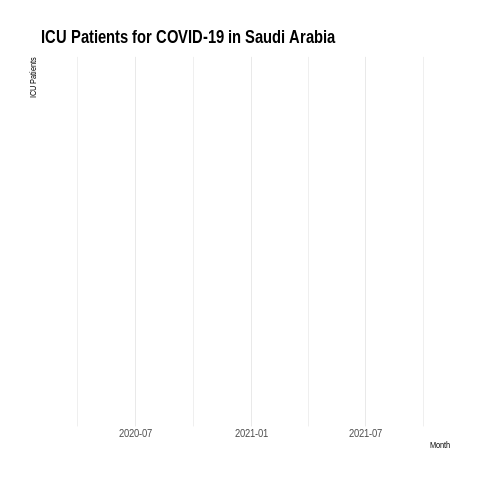 ICU Patients for COVID-19 in Saudi Arabia
ICU Patients
2020-07
2021-01
2021-07
Month